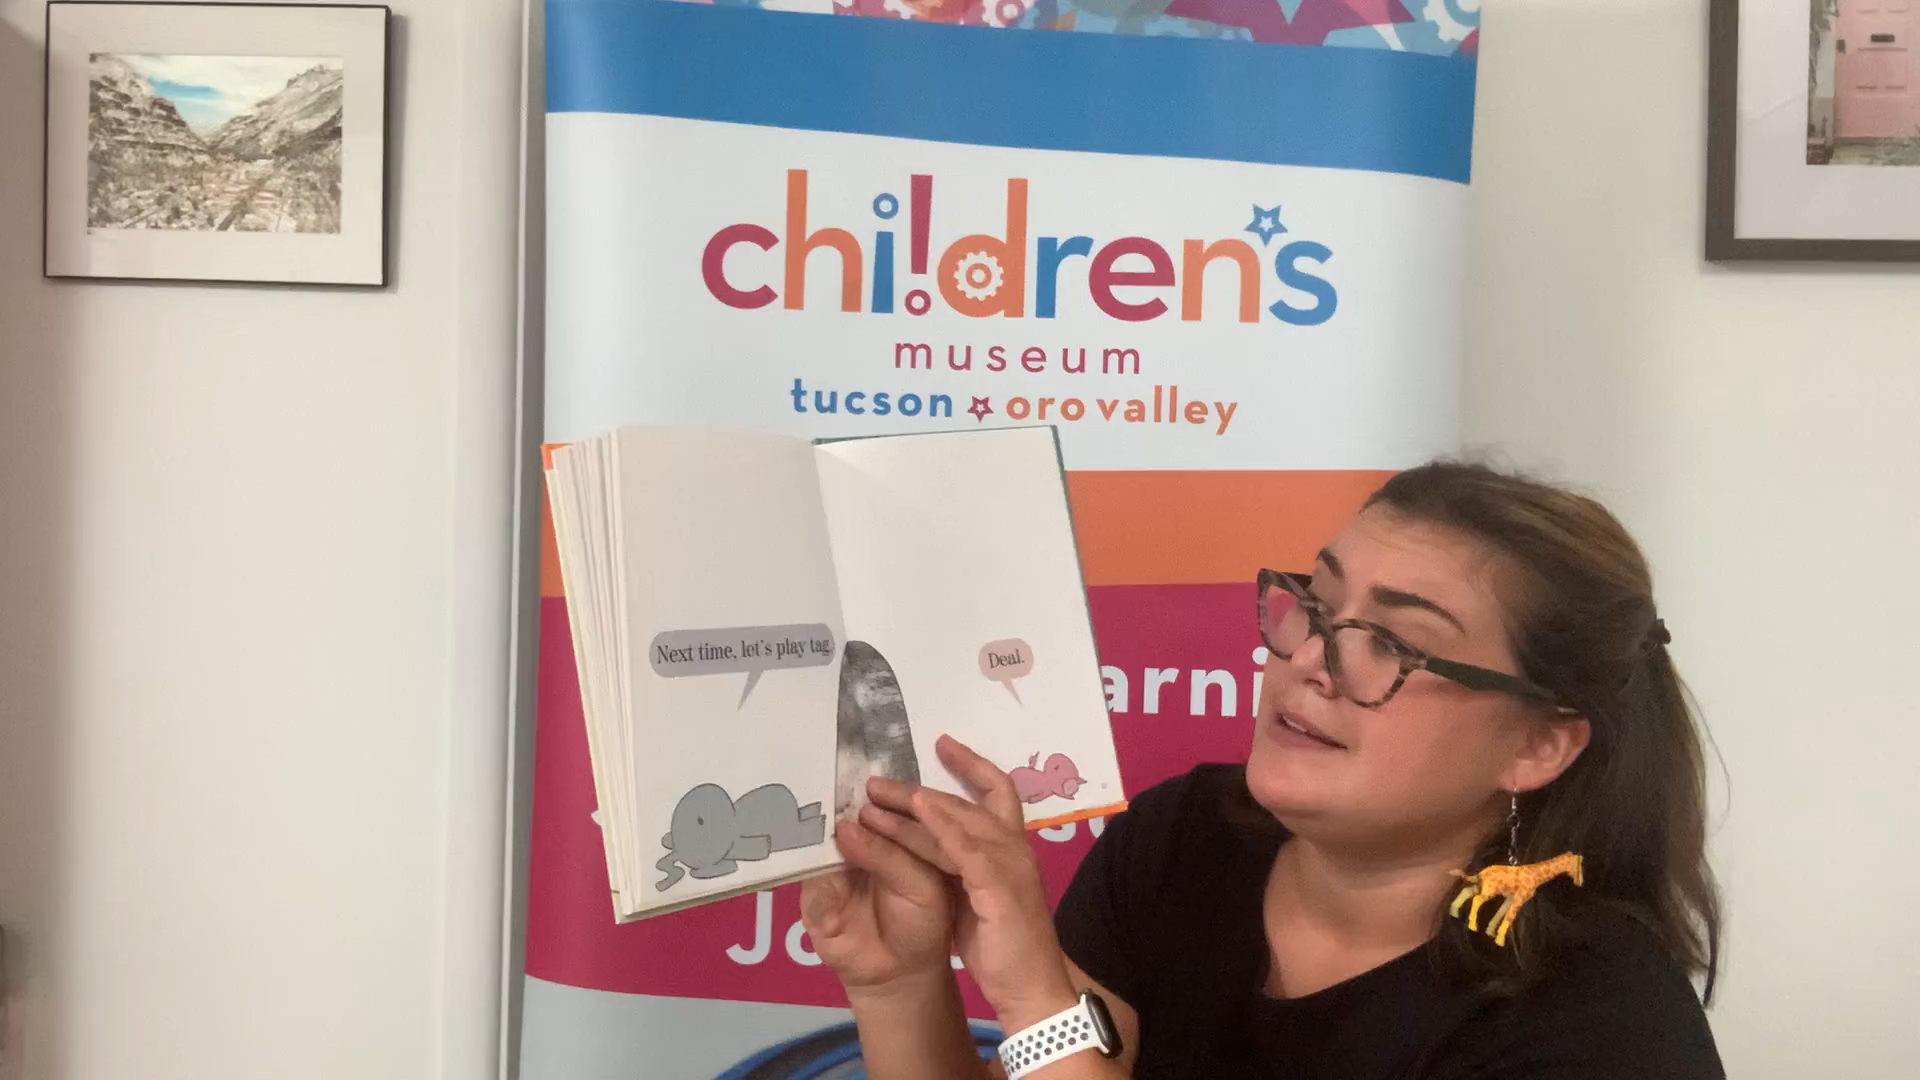 children's
museum
tucson ★ oro valley
Next time, let's play tag.
Deal.